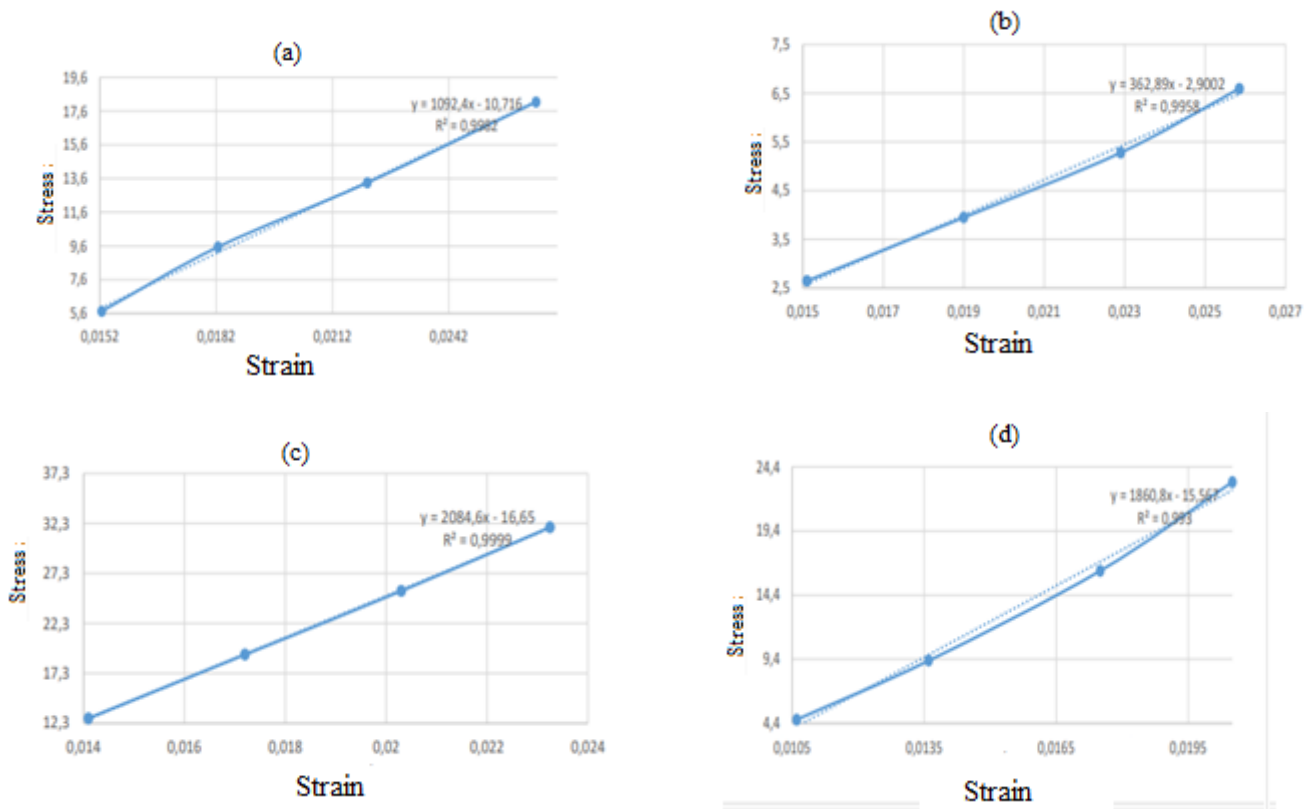 (a)
19,6
17,6
15,6
13,6
11,6
9,6
7,6
5,6
Stress :
y = 1092,4x - 10,716
R² = 0,9982
0,0152 0,0182 0,0212 0,0242
Strain
(b)
7,5
6,5
5,5
4,5
3,5
2,5
Stress :
y = 362,89x - 2,9002
R² = 0,9958
0,015 0,017 0,019 0,021 0,023 0,025 0,027
Strain
(c)
37,3
32,3
27,3
22,3
17,3
12,3
Stress :
y = 2084,6x - 16,65
R² = 0,9999
0,014 0,016 0,018 0,02 0,022 0,024
Strain
(d)
24,4
19,4
14,4
9,4
4,4
Stress :
y = 1860,8x - 15,567
R² = 0,993
0,0105 0,0135 0,0165 0,0195
Strain